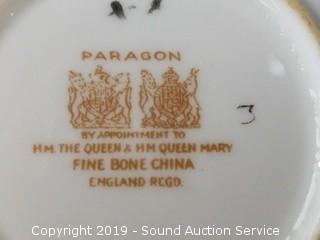 PARAGON
BY APPOINTMENT TO
H.M. THE QUEEN & H.M. QUEEN MARY
FINE BONE CHINA
ENGLAND REGD.
3
Copyright 2019 - Sound Auction Service